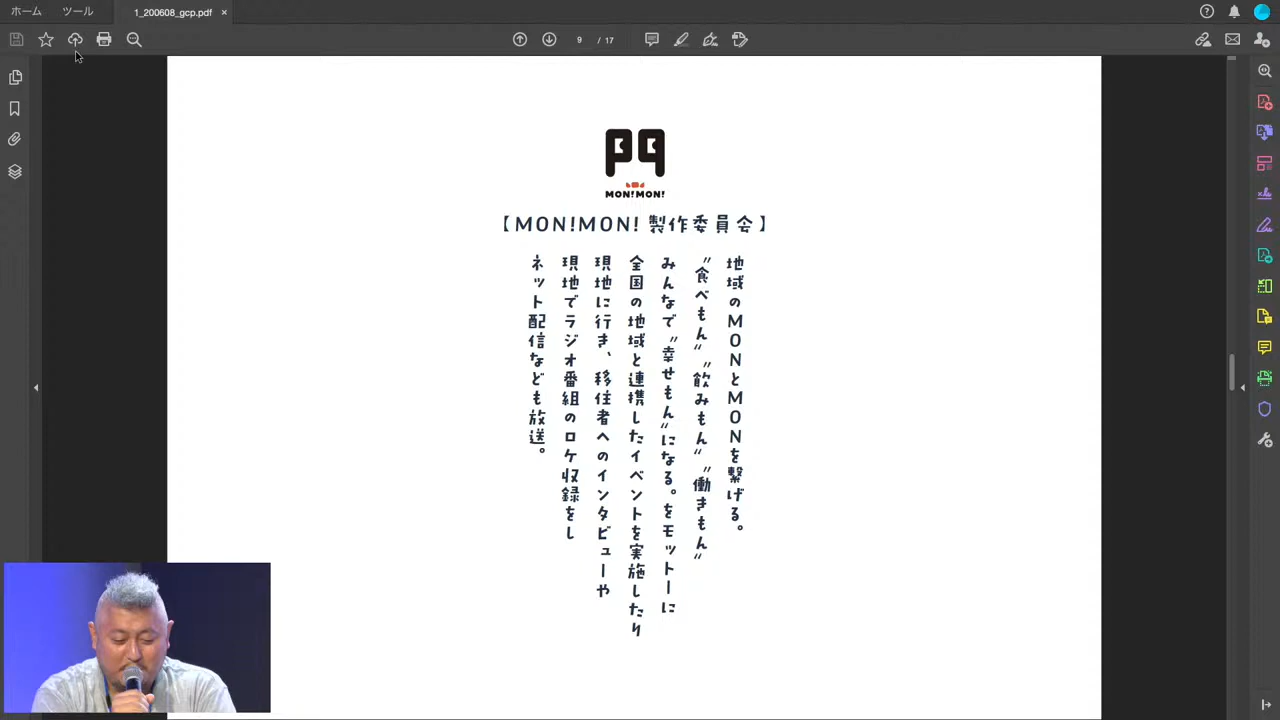 ホーム
ツール
1_200608_gcp.pdf
×
9 / 17
MON!MON!
【MON!MON! 製作委員会】
地域のMONとMONを繋げる。
"食べもん" "飲みもん" "働きもん"
みんなで"幸せもん"になる。をモットーに
全国の地域と連携したイベントを実施したり
現地に行き、移住者へのインタビューや
現地でラジオ番組のロケ収録をし
ネット配信なども放送。